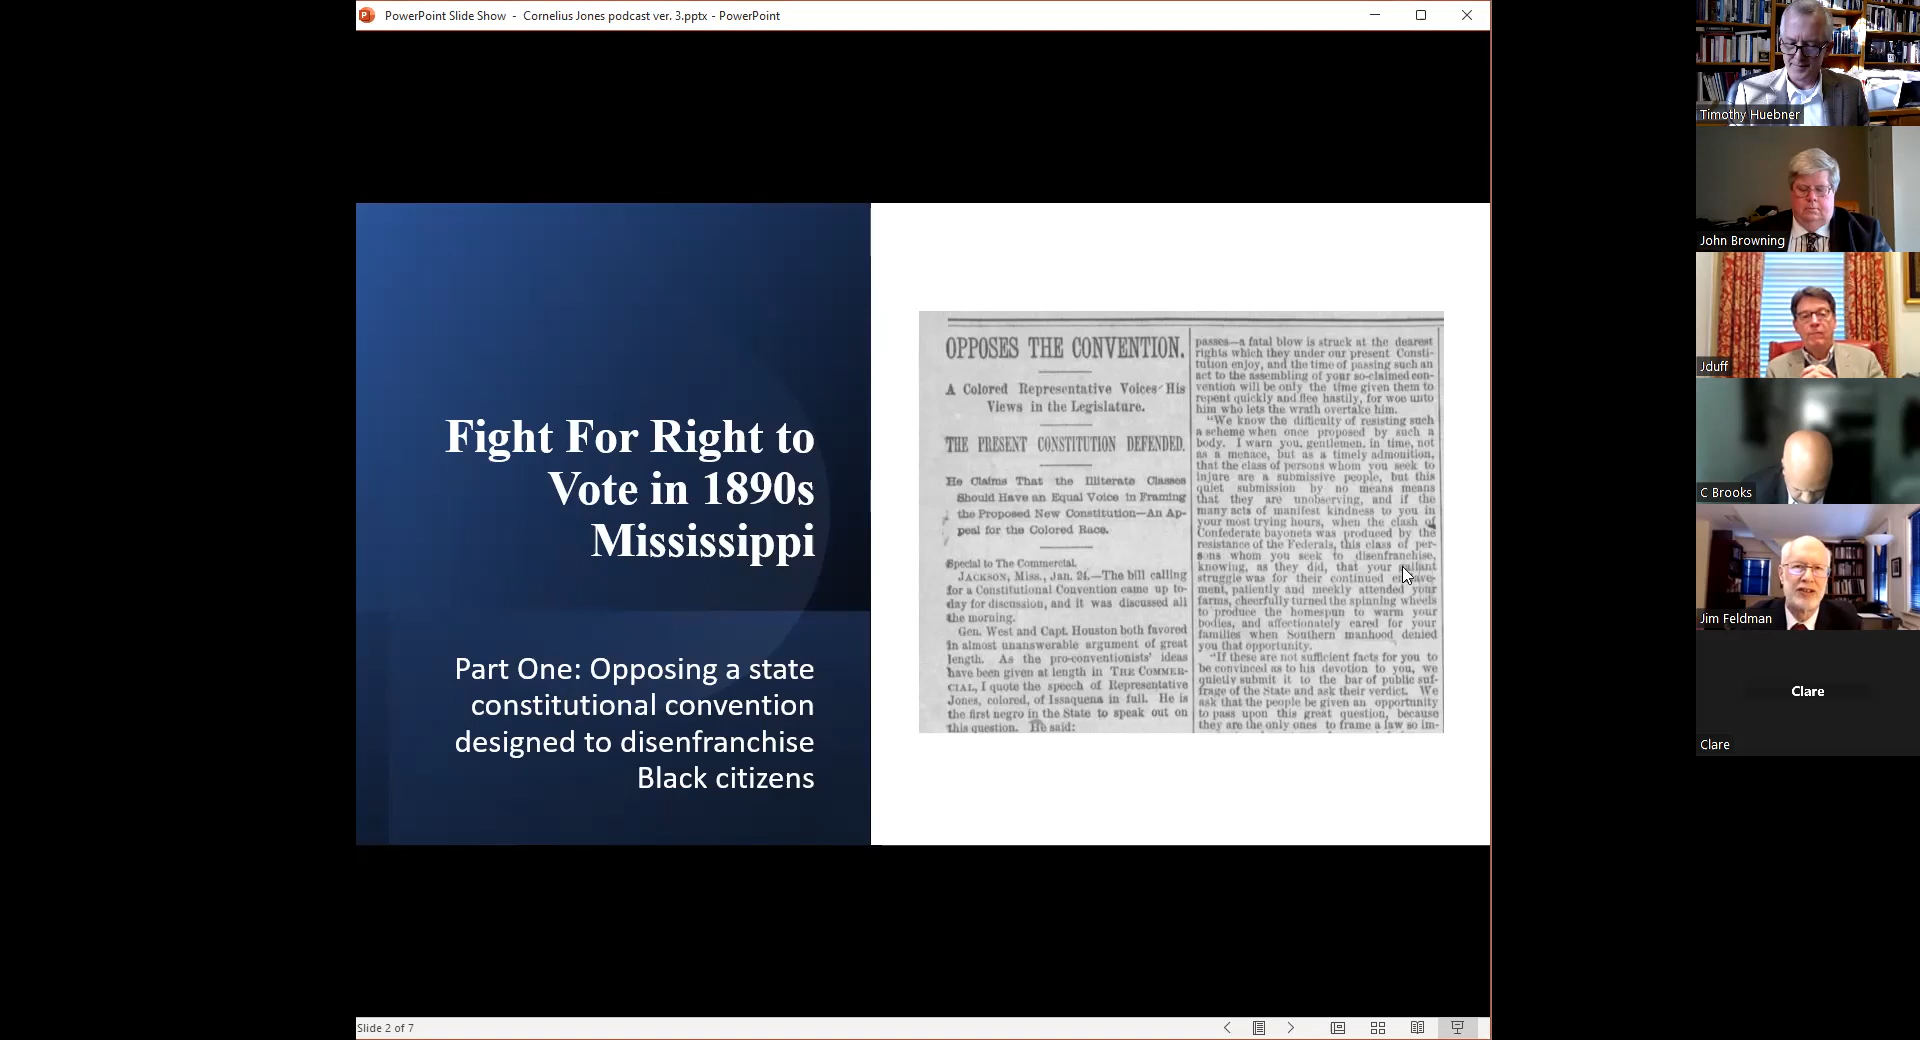 PowerPoint Slide Show - Cornelius Jones podcast ver. 3.pptx - PowerPoint
Fight For Right to
Vote in 1890s
Mississippi
Part One: Opposing a state
constitutional convention
designed to disenfranchise
Black citizens
OPPOSES THE CONVENTION.
A Colored Representative Voices His
Views in the Legislature.
THE PRESENT CONSTITUTION DEFENDED.
He Claims That the Illiterate Classes
Should Have an Equal Voice in Framing
the Proposed New Constitution—An Ap-
peal for the Colored Race.
Special to The Commercial.
JACKSON, Miss., Jan. 24.—The bill calling
for a Constitutional Convention came up to-
day for discussion, and it was discussed all
the morning.
Gen. West and Capt. Houston both favored
in almost unanswerable argument of great
length. As the pro-conventionists' ideas
have been given at length in THE COMMER-
CIAL, I quote the speech of Representative
Jones, colored, of Issaquena in full. He is
the first negro in the State to speak out on
this question. He said:
passes—a fatal blow is struck at the dearest
rights which they under our present Consti-
tution enjoy, and the time of passing such an
act to the assembling of your so-claimed con-
vention will be only the time given them to
repent quickly and flee hastily, for woe unto
him who lets the wrath overtake him.
"We know the difficulty of resisting such
a scheme when once proposed by such a
body. I warn you, gentlemen, in time, not
as a menace, but as a timely admonition,
that the class of persons whom you seek to
injure are a submissive people, but this
quiet submission by no means means
that they are unobserving, and if the
many acts of manifest kindness to you in
your most trying hours, when the clash of
Confederate bayonets was produced by the
resistance of the Federals, this class of per-
sons whom you seek to disenfranchise,
knowing, as they did, that your gallant
struggle was for their continued
ment, patiently and meekly attended your
farms, cheerfully turned the spinning wheels
to produce the homespun to warm your
bodies, and affectionately cared for your
families when Southern manhood denied
you that opportunity.
"If these are not sufficient facts for you to
be convinced as to his devotion to you, we
quietly submit it to the bar of public suf-
frage of the State and ask their verdict. We
ask that the people be given an opportunity
to pass upon this great question, because
they are the only ones to frame a law so im-
Slide 2 of 7
Timothy Huebner
John Browning
Jduff
C Brooks
Jim Feldman
Clare
Clare